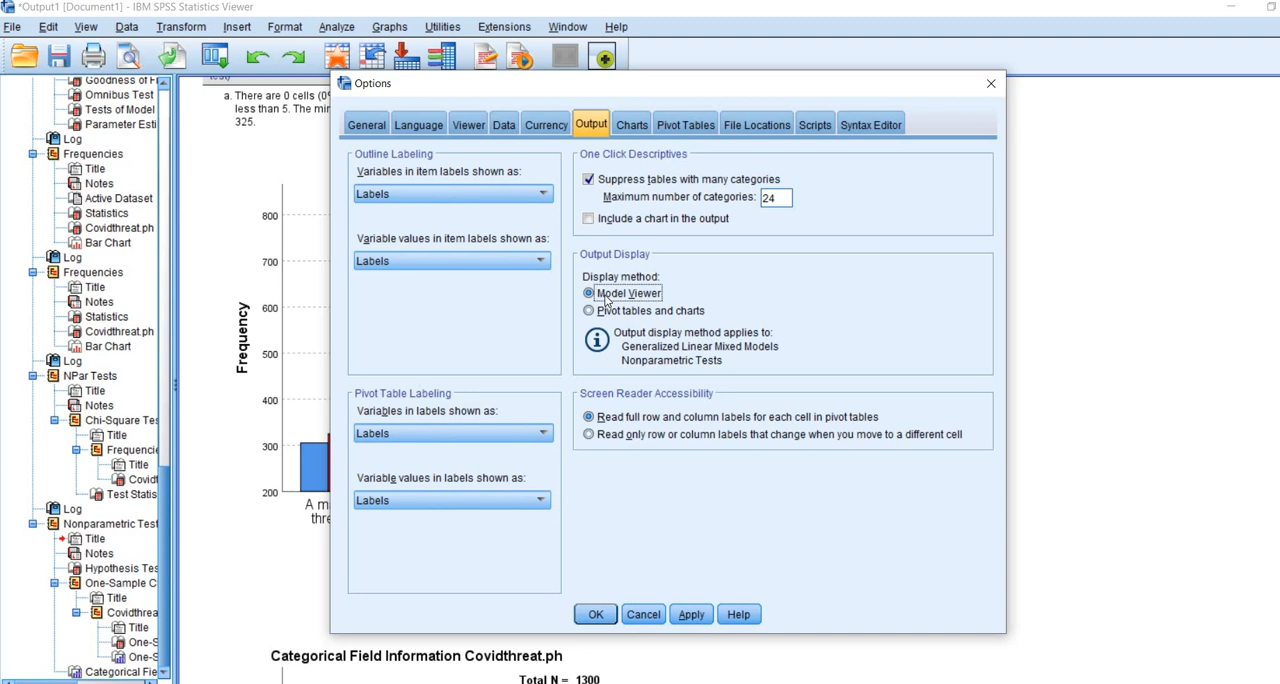 *Output1 [Document1] - IBM SPSS Statistics Viewer
File Edit View Data Transform Insert Format Analyze Graphs Utilities Extensions Window Help
Goodness of F
Omnibus Test
Tests of Model
Parameter Esti
Log
Frequencies
Title
Notes
Active Dataset
Statistics
Covidthreat.ph
Bar Chart
Log
Frequencies
Title
Notes
Statistics
Covidthreat.ph
Bar Chart
Log
NPar Tests
Title
Notes
Chi-Square Tes
Title
Frequencie
Title
Covidt
Test Statis
Log
Nonparametric Test
Title
Notes
Hypothesis Tes
One-Sample C
Title
Covidthrea
Title
One-S
One-S
Categorical Fie
a. There are 0 cells (0%
less than 5. The min
325.
Frequency
800
700
600
500
400
300
200
A m
thre
Categorical Field Information Covidthreat.ph
Total N = 1300
Options
General Language Viewer Data Currency Output Charts Pivot Tables File Locations Scripts Syntax Editor
Outline Labeling
Variables in item labels shown as:
Labels
Variable values in item labels shown as:
Labels
Pivot Table Labeling
Variables in labels shown as:
Labels
Variable values in labels shown as:
Labels
One Click Descriptives
Suppress tables with many categories
Maximum number of categories: 24
Include a chart in the output
Output Display
Display method:
Model Viewer
Pivot tables and charts
Output display method applies to:
Generalized Linear Mixed Models
Nonparametric Tests
Screen Reader Accessibility
Read full row and column labels for each cell in pivot tables
Read only row or column labels that change when you move to a different cell
OK Cancel Apply Help